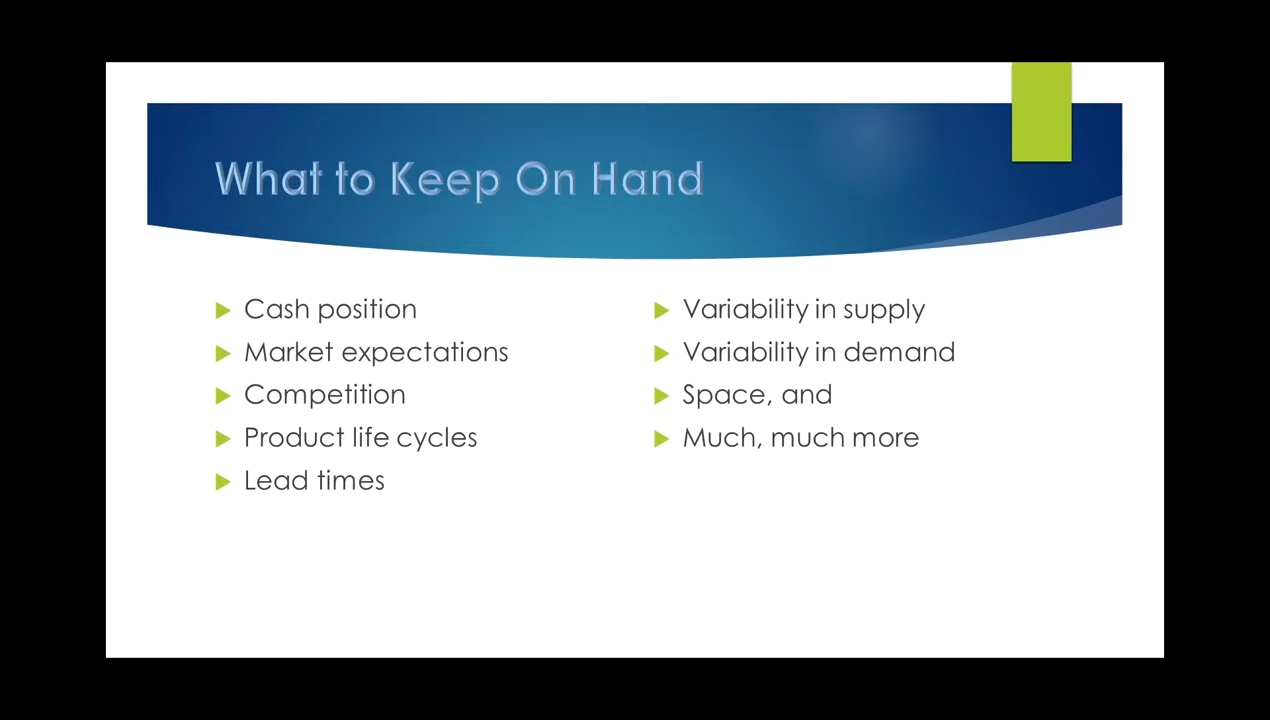 What to Keep On Hand
Cash position
Market expectations
Competition
Product life cycles
Lead times
Variability in supply
Variability in demand
Space, and
Much, much more